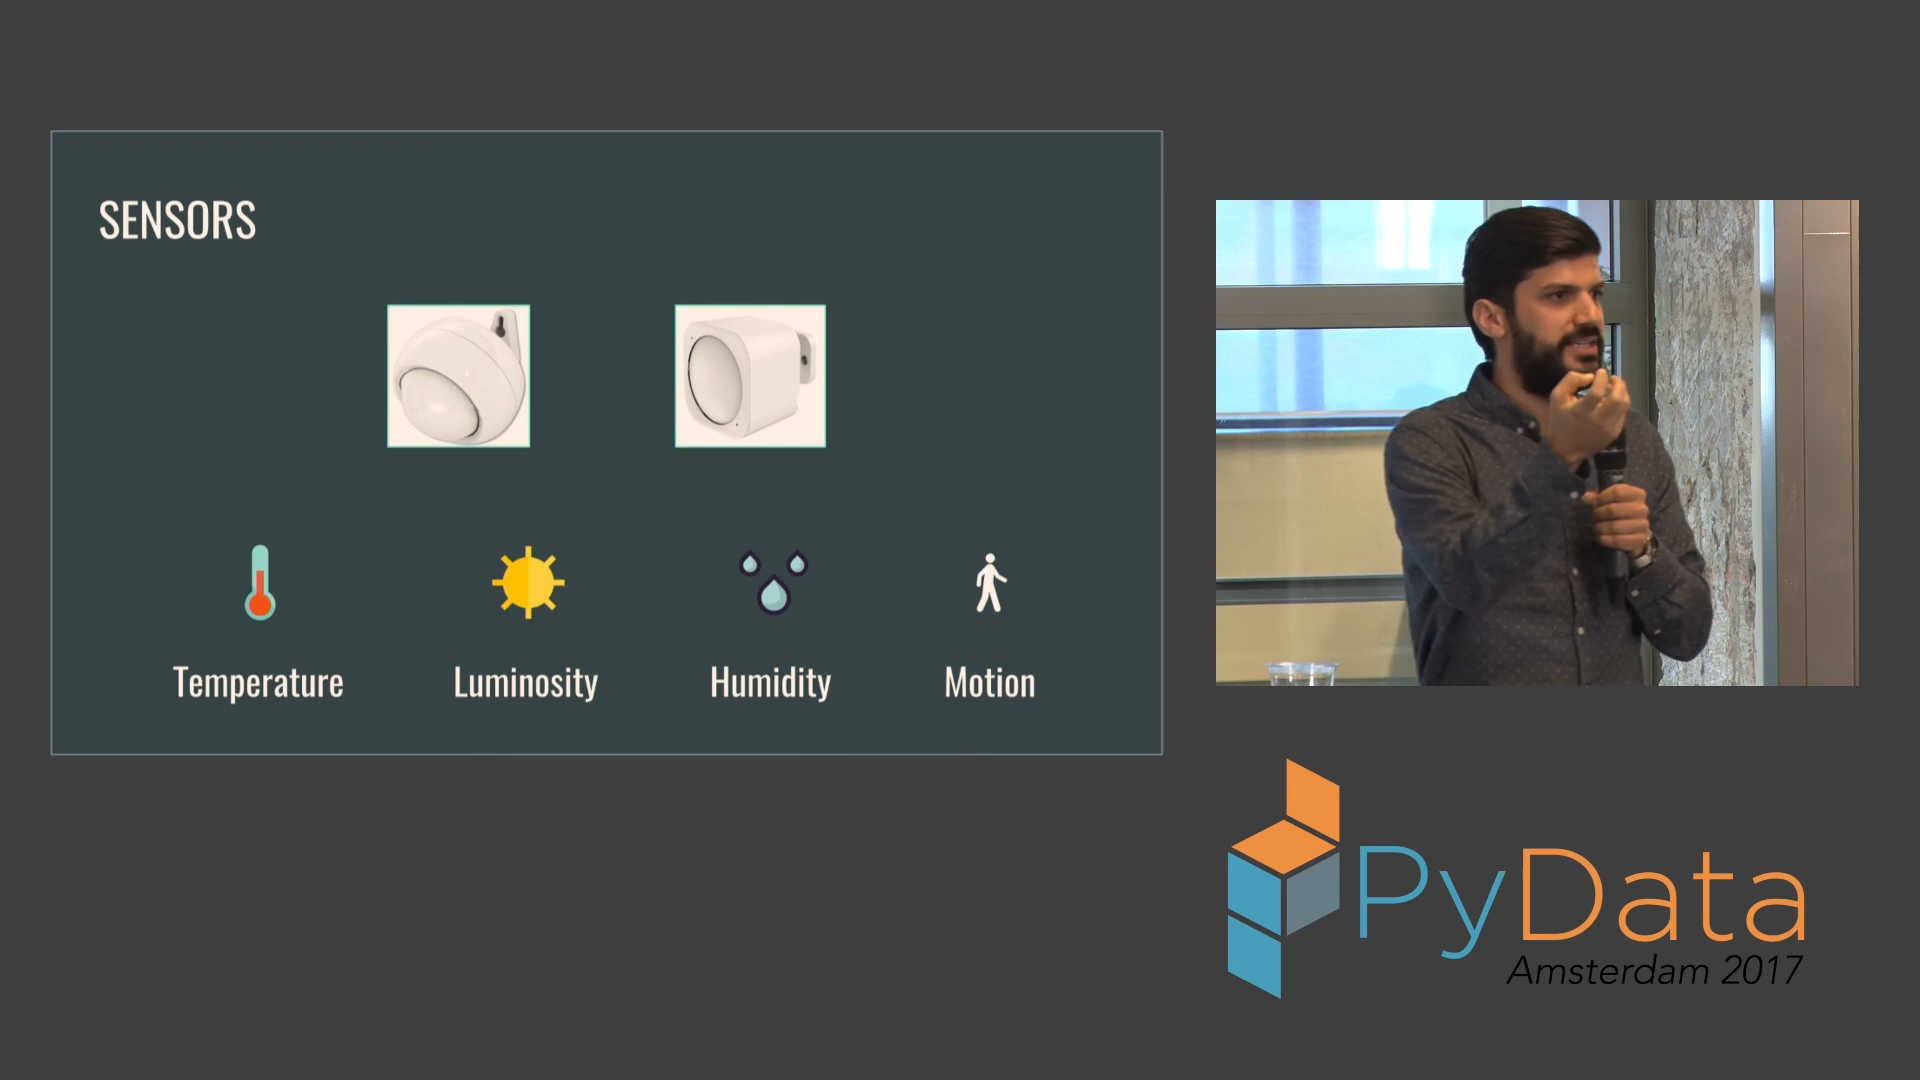 SENSORS
Temperature
Luminosity
Humidity
Motion
PyData
Amsterdam 2017